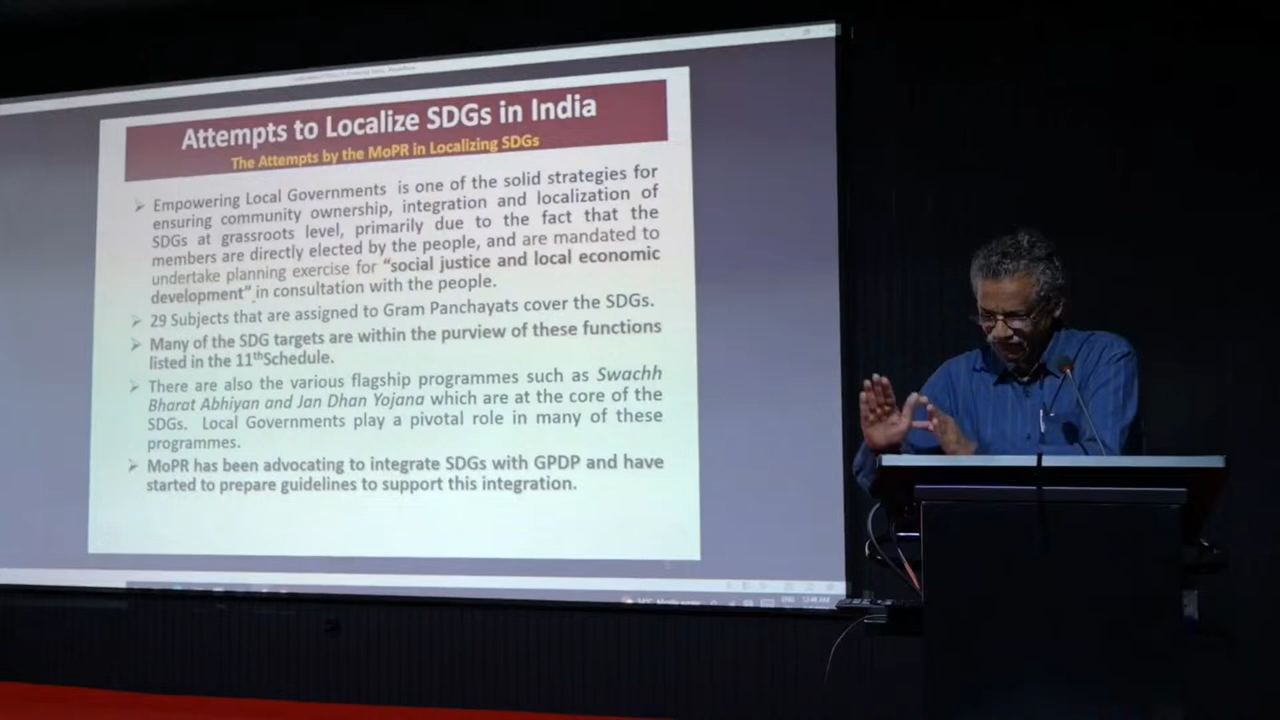 Attempts to Localize SDGs in India
The Attempts by the MoPR in Localizing SDGs
➢ Empowering Local Governments is one of the solid strategies for
ensuring community ownership, integration and localization of
SDGs at grassroots level, primarily due to the fact that the
members are directly elected by the people, and are mandated to
undertake planning exercise for “social justice and local economic
development” in consultation with the people.
➢ 29 Subjects that are assigned to Gram Panchayats cover the SDGs.
➢ Many of the SDG targets are within the purview of these functions
listed in the 11thSchedule.
➢ There are also the various flagship programmes such as Swachh
Bharat Abhiyan and Jan Dhan Yojana which are at the core of the
SDGs. Local Governments play a pivotal role in many of these
programmes.
➢ MoPR has been advocating to integrate SDGs with GPDP and have
started to prepare guidelines to support this integration.
ENG